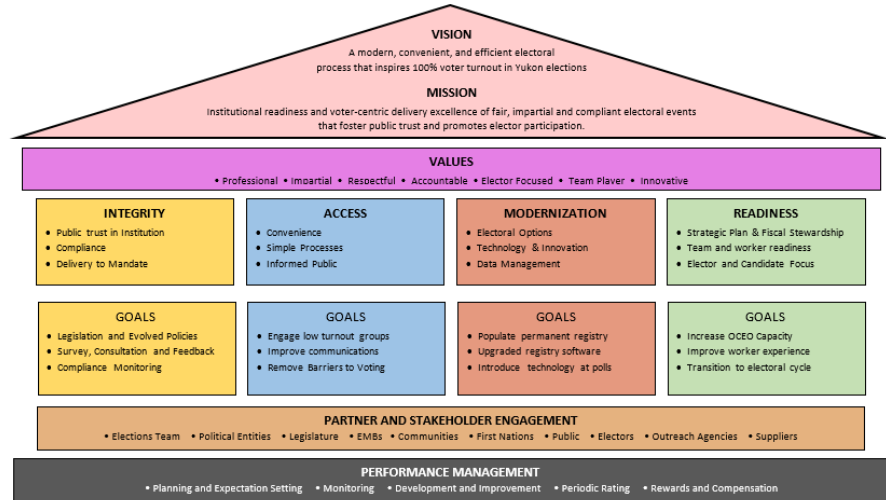 VISION
A modern, convenient, and efficient electoral
process that inspires 100% voter turnout in Yukon elections
MISSION
Institutional readiness and voter-centric delivery excellence of fair, impartial and compliant electoral events
that foster public trust and promotes elector participation.
VALUES
• Professional • Impartial • Respectful • Accountable • Elector Focused • Team Player • Innovative
INTEGRITY
• Public trust in Institution
• Compliance
• Delivery to Mandate
ACCESS
• Convenience
• Simple Processes
• Informed Public
MODERNIZATION
• Electoral Options
• Technology & Innovation
• Data Management
READINESS
• Strategic Plan & Fiscal Stewardship
• Team and worker readiness
• Elector and Candidate Focus
GOALS
• Legislation and Evolved Policies
• Survey, Consultation and Feedback
• Compliance Monitoring
GOALS
• Engage low turnout groups
• Improve communications
• Remove Barriers to Voting
GOALS
• Populate permanent registry
• Upgraded registry software
• Introduce technology at polls
GOALS
• Increase OCEO Capacity
• Improve worker experience
• Transition to electoral cycle
PARTNER AND STAKEHOLDER ENGAGEMENT
• Elections Team • Political Entities • Legislature • EMBs • Communities • First Nations • Public • Electors • Outreach Agencies • Suppliers
PERFORMANCE MANAGEMENT
• Planning and Expectation Setting • Monitoring • Development and Improvement • Periodic Rating • Rewards and Compensation